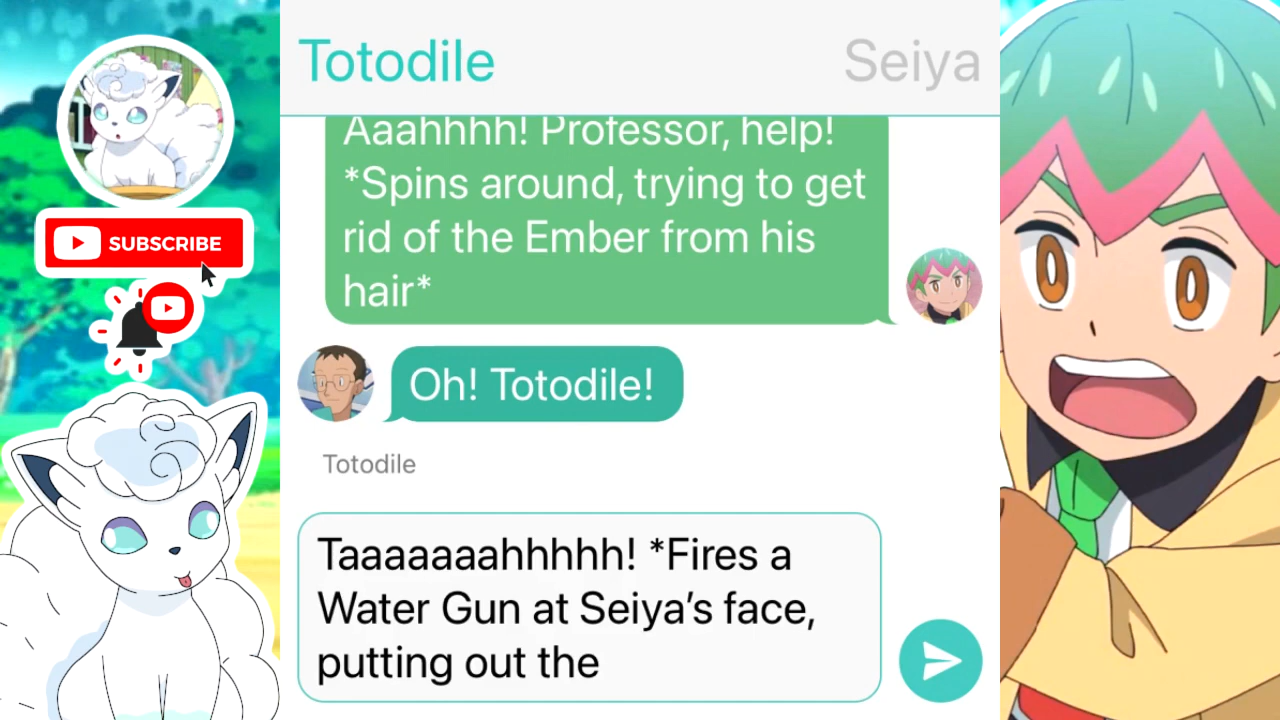 Totodile
Seiya
Aaahhhh! Professor, help!
*Spins around, trying to get
rid of the Ember from his
hair*
SUBSCRIBE
Oh! Totodile!
Totodile
Taaaaaaahhhhh! *Fires a
Water Gun at Seiya’s face,
putting out the